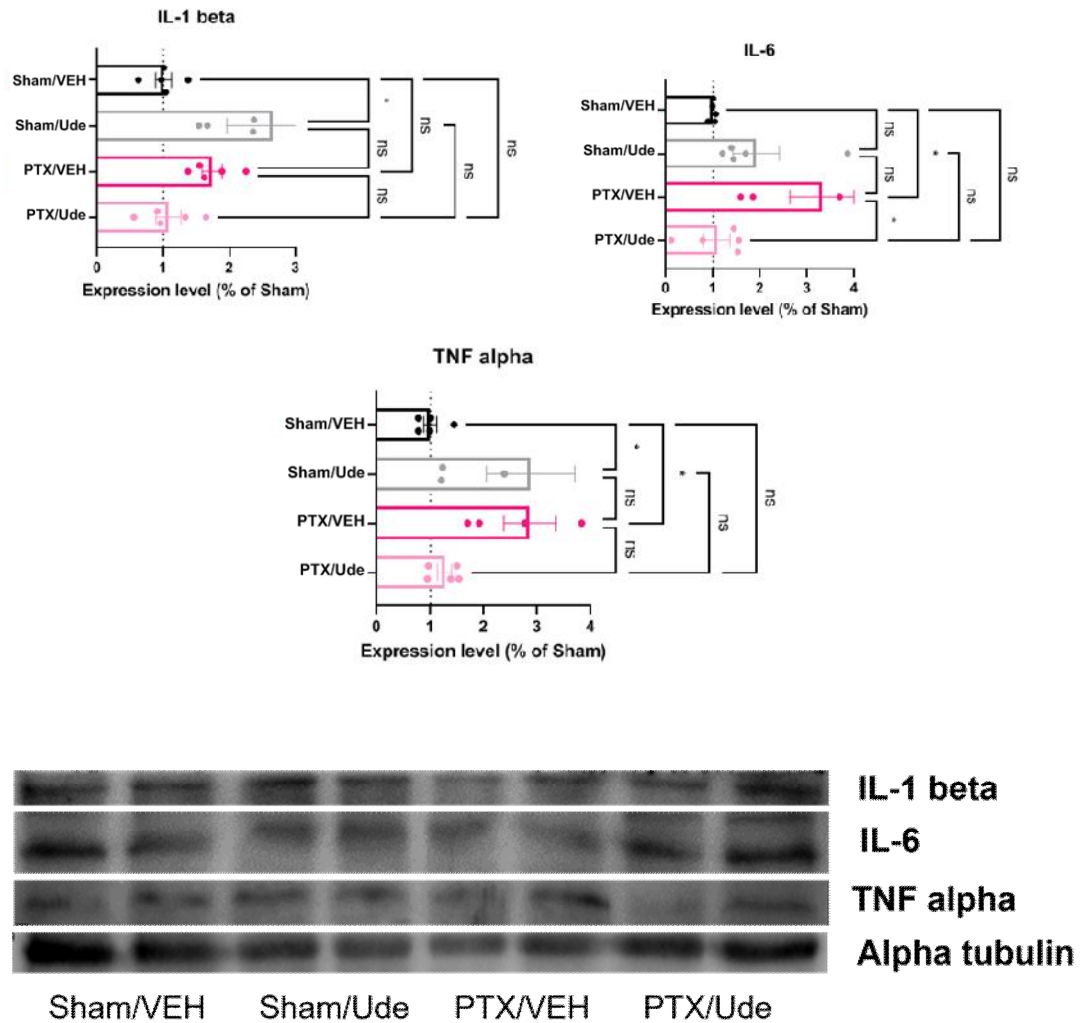 IL-1 beta
Sham/VEH
Sham/Ude
PTX/VEH
PTX/Ude
* ns ns
ns ns ns
ns
0 1 2 3
Expression level (% of Sham)
IL-6
Sham/VEH
Sham/Ude
PTX/VEH
PTX/Ude
ns
ns * ns ns
*
0 1 2 3 4
Expression level (% of Sham)
TNF alpha
Sham/VEH
Sham/Ude
PTX/VEH
PTX/Ude
*
ns * ns
ns ns
0 1 2 3 4
Expression level (% of Sham)
IL-1 beta
IL-6
TNF alpha
Alpha tubulin
Sham/VEH Sham/Ude PTX/VEH PTX/Ude